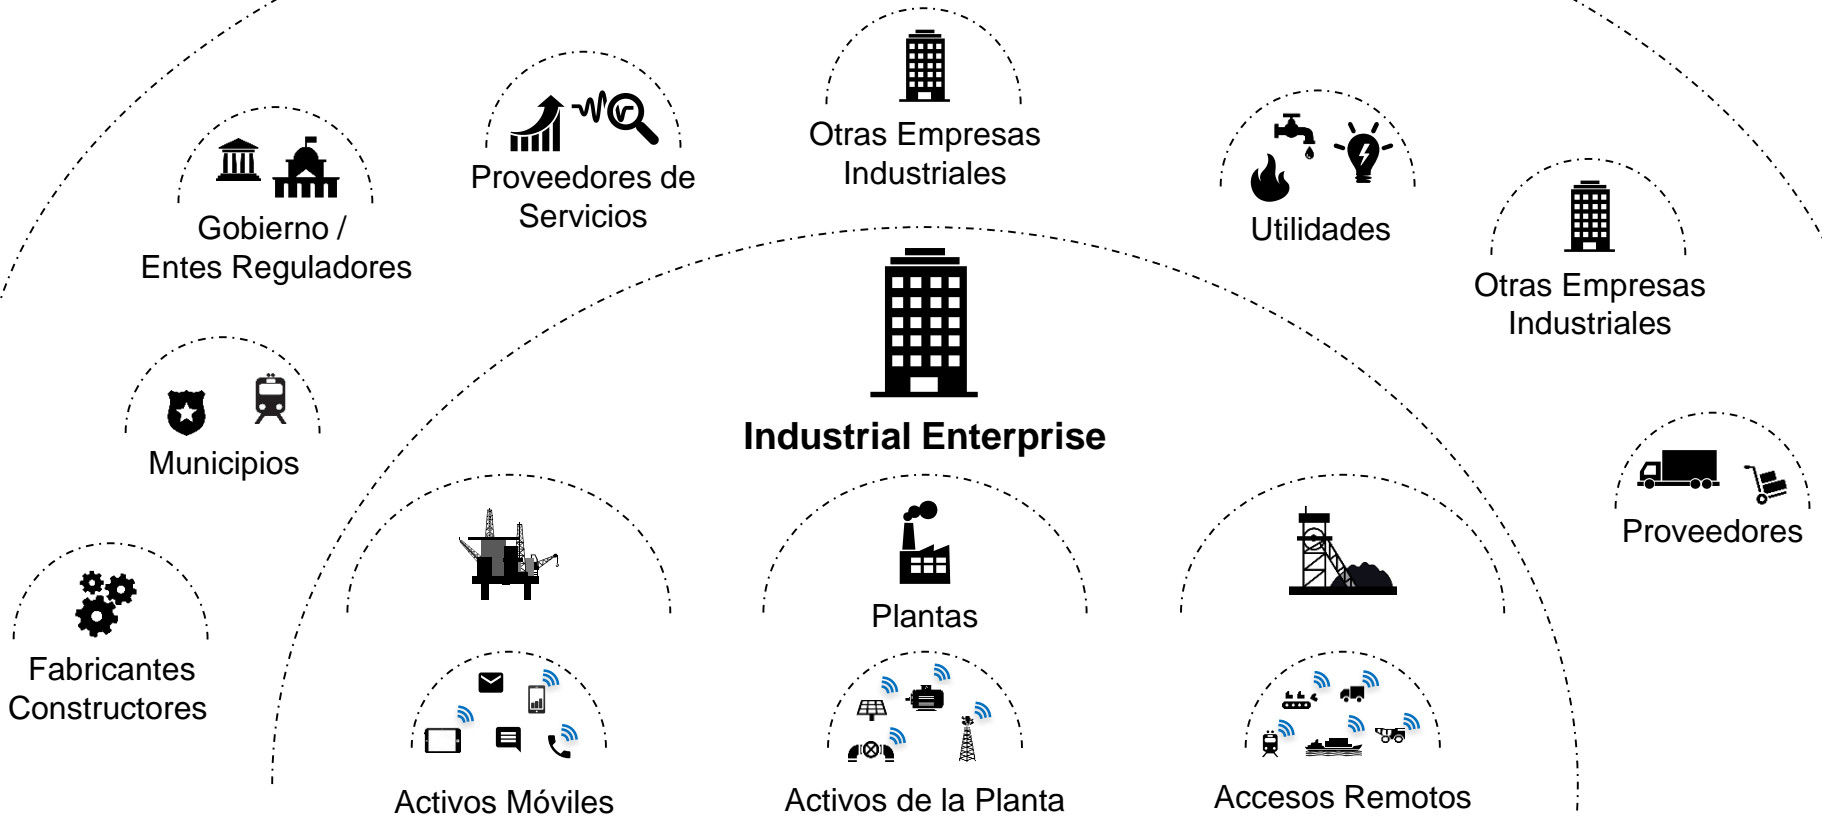 Otras Empresas
Industriales
Proveedores de
Servicios
Gobierno /
Entes Reguladores
Utilidades
Otras Empresas
Industriales
Industrial Enterprise
Municipios
Proveedores
Plantas
Fabricantes
Constructores
Activos Móviles
Activos de la Planta
Accesos Remotos